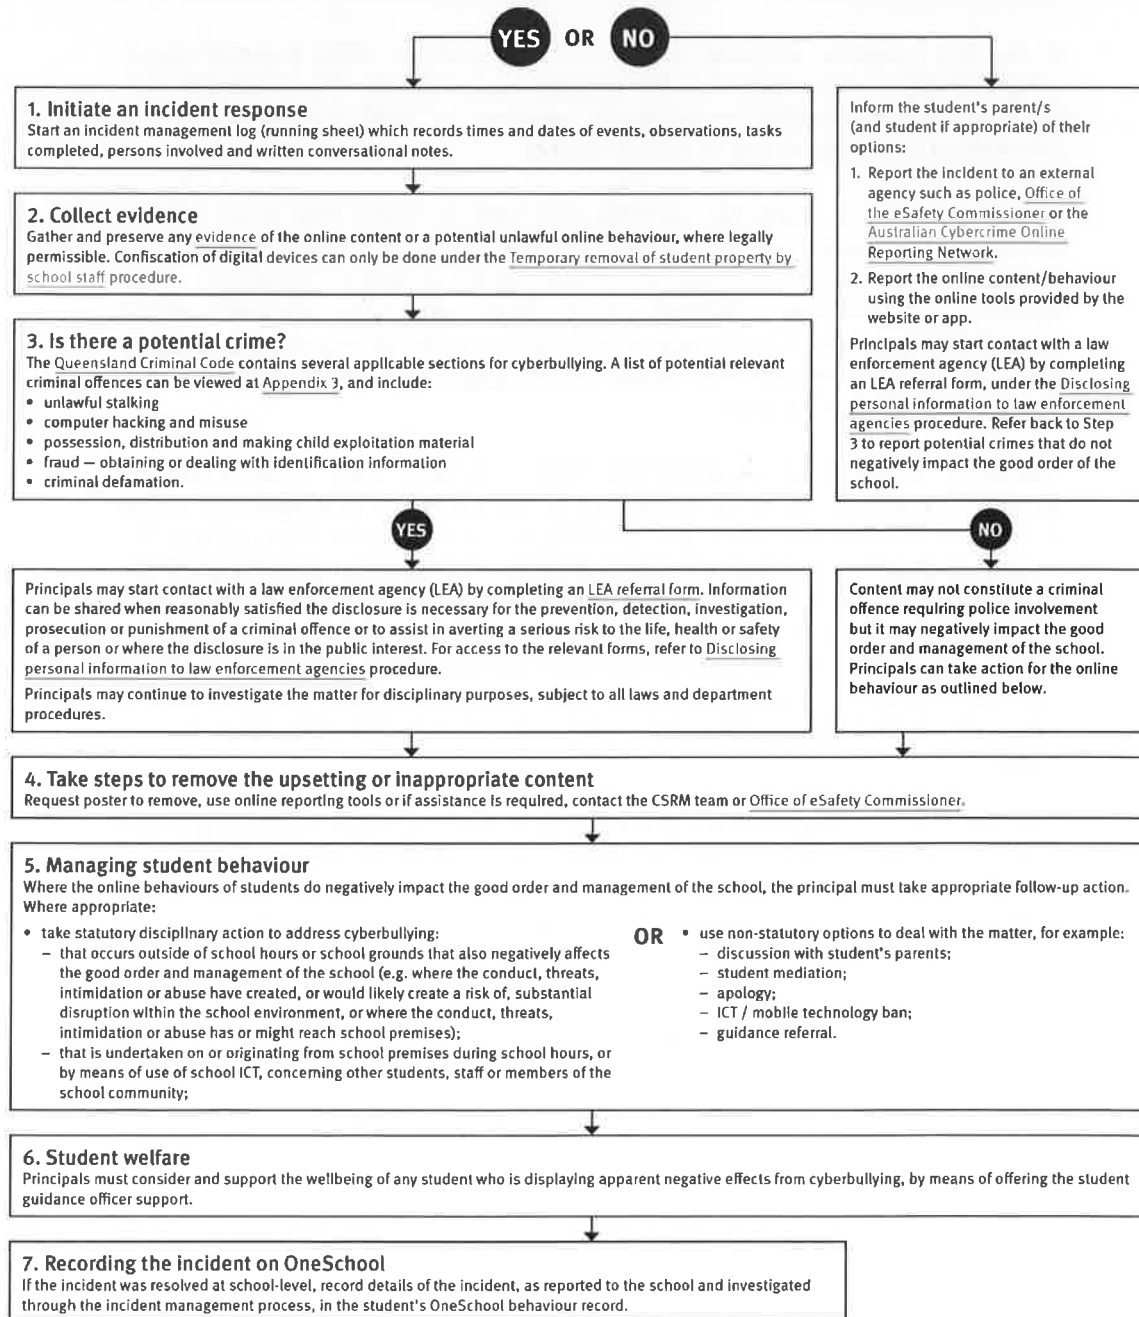 YES OR NO
1. Initiate an incident response
Start an incident management log (running sheet) which records times and dates of events, observations, tasks
completed, persons involved and written conversational notes.
2. Collect evidence
Gather and preserve any evidence of the online content or a potential unlawful online behaviour, where legally
permissible. Confiscation of digital devices can only be done under the Temporary removal of student property by
school staff procedure.
3. Is there a potential crime?
The Queensland Criminal Code contains several applicable sections for cyberbullying. A list of potential relevant
criminal offences can be viewed at Appendix 3, and include:
• unlawful stalking
• computer hacking and misuse
• possession, distribution and making child exploitation material
• fraud — obtaining or dealing with identification information
• criminal defamation.
Inform the student's parent/s
(and student if appropriate) of their
options:
1. Report the incident to an external
agency such as police, Office of
the eSafety Commissioner or the
Australian Cybercrime Online
Reporting Network.
2. Report the online content/behaviour
using the online tools provided by the
website or app.
Principals may start contact with a law
enforcement agency (LEA) by completing
an LEA referral form, under the Disclosing
personal information to law enforcement
agencies procedure. Refer back to Step
3 to report potential crimes that do not
negatively impact the good order of the
school.
YES
NO
Principals may start contact with a law enforcement agency (LEA) by completing an LEA referral form. Information
can be shared when reasonably satisfied the disclosure is necessary for the prevention, detection, investigation,
prosecution or punishment of a criminal offence or to assist in averting a serious risk to the life, health or safety
of a person or where the disclosure is in the public interest. For access to the relevant forms, refer to Disclosing
personal information to law enforcement agencies procedure.
Principals may continue to investigate the matter for disciplinary purposes, subject to all laws and department
procedures.
Content may not constitute a criminal
offence requiring police involvement
but it may negatively impact the good
order and management of the school.
Principals can take action for the online
behaviour as outlined below.
4. Take steps to remove the upsetting or inappropriate content
Request poster to remove, use online reporting tools or if assistance is required, contact the CSRM team or Office of eSafety Commissioner.
5. Managing student behaviour
Where the online behaviours of students do negatively impact the good order and management of the school, the principal must take appropriate follow-up action.
Where appropriate:
• take statutory disciplinary action to address cyberbullying:
– that occurs outside of school hours or school grounds that also negatively affects
the good order and management of the school (e.g. where the conduct, threats,
intimidation or abuse have created, or would likely create a risk of, substantial
disruption within the school environment, or where the conduct, threats,
intimidation or abuse has or might reach school premises);
– that is undertaken on or originating from school premises during school hours, or
by means of use of school ICT, concerning other students, staff or members of the
school community;
OR
• use non-statutory options to deal with the matter, for example:
– discussion with student's parents;
– student mediation;
– apology;
– ICT / mobile technology ban;
– guidance referral.
6. Student welfare
Principals must consider and support the wellbeing of any student who is displaying apparent negative effects from cyberbullying, by means of offering the student
guidance officer support.
7. Recording the incident on OneSchool
If the incident was resolved at school-level, record details of the incident, as reported to the school and investigated
through the incident management process, in the student's OneSchool behaviour record.